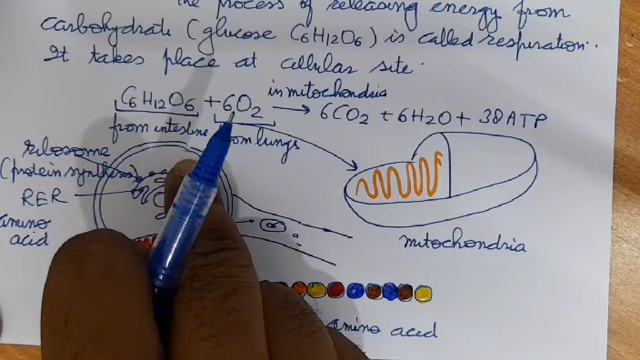 The process of releasing energy from
carbohydrate (glucose C6H12O6) is called respiration.
It takes place at cellular site.
in mitochondria
C6H12O6 + 6O2 → 6CO2 + 6H2O + 38ATP
from intestine from lungs
ribosome
(protein synthesis
RER
amino
acid
mitochondria
amino acid